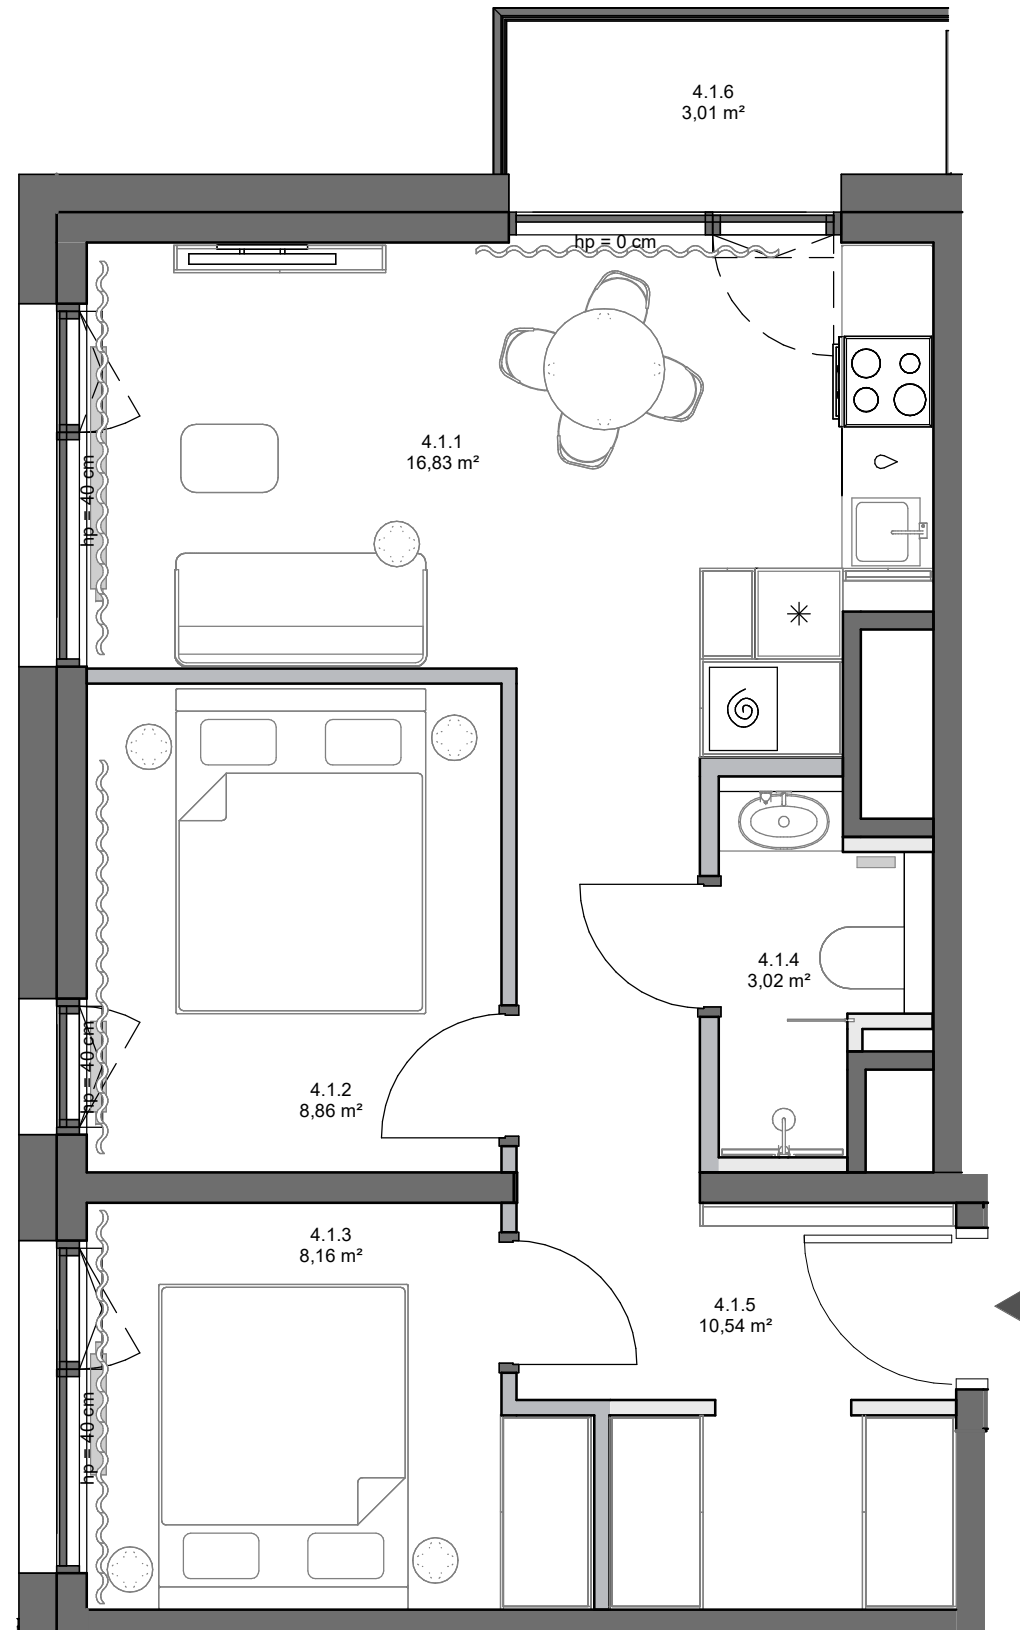 4.1.6
3,01 m²
hp = 0 cm
4.1.1
16,83 m²
hp = 40 cm
4.1.4
3,02 m²
hp = 40 cm
4.1.2
8,86 m²
4.1.3
8,16 m²
4.1.5
10,54 m²
hp = 40 cm